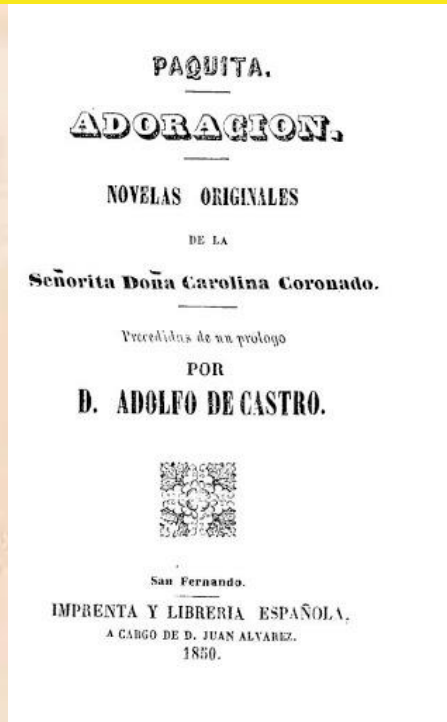 PAQUITA.
ADORACION.
NOVELAS ORIGINALES
DE LA
Señorita Doña Carolina Coronado.
Precedidas de un prologo
POR
D. ADOLFO DE CASTRO.
San Fernando.
IMPRENTA Y LIBRERIA ESPAÑOLA,
A CARGO DE D. JUAN ALVAREZ.
1850.